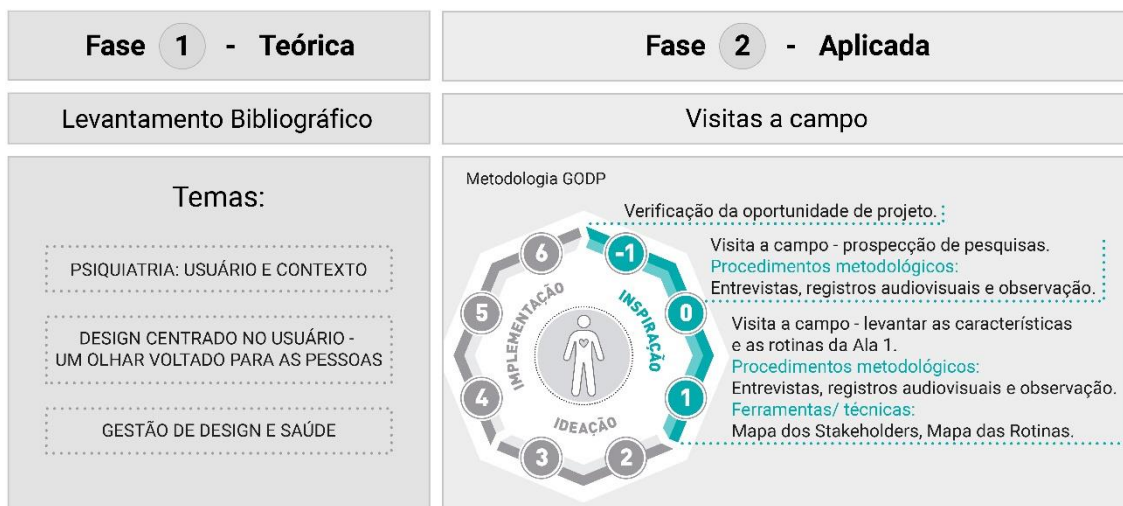 Fase 1 - Teórica
Levantamento Bibliográfico
Temas:
PSIQUIATRIA: USUÁRIO E CONTEXTO
DESIGN CENTRADO NO USUÁRIO -
UM OLHAR VOLTADO PARA AS PESSOAS
GESTÃO DE DESIGN E SAÚDE
Fase 2 - Aplicada
Visitas a campo
Metodologia GODP
-1
0
1
2
3
4
5
6
INSPIRAÇÃO
IDEAÇÃO
IMPLEMENTAÇÃO
Verificação da oportunidade de projeto.
Visita a campo - prospecção de pesquisas.
Procedimentos metodológicos:
Entrevistas, registros audiovisuais e observação.
Visita a campo - levantar as características
e as rotinas da Ala 1.
Procedimentos metodológicos:
Entrevistas, registros audiovisuais e observação.
Ferramentas/ técnicas:
Mapa dos Stakeholders, Mapa das Rotinas.